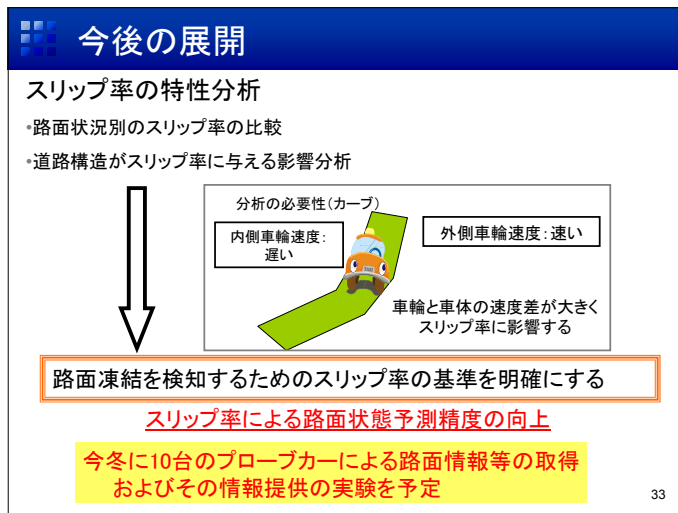 今後の展開
スリップ率の特性分析
•路面状況別のスリップ率の比較
•道路構造がスリップ率に与える影響分析
分析の必要性(カーブ)
内側車輪速度:
遅い
外側車輪速度:速い
車輪と車体の速度差が大きく
スリップ率に影響する
路面凍結を検知するためのスリップ率の基準を明確にする
スリップ率による路面状態予測精度の向上
今冬に10台のプローブカーによる路面情報等の取得
およびその情報提供の実験を予定
33